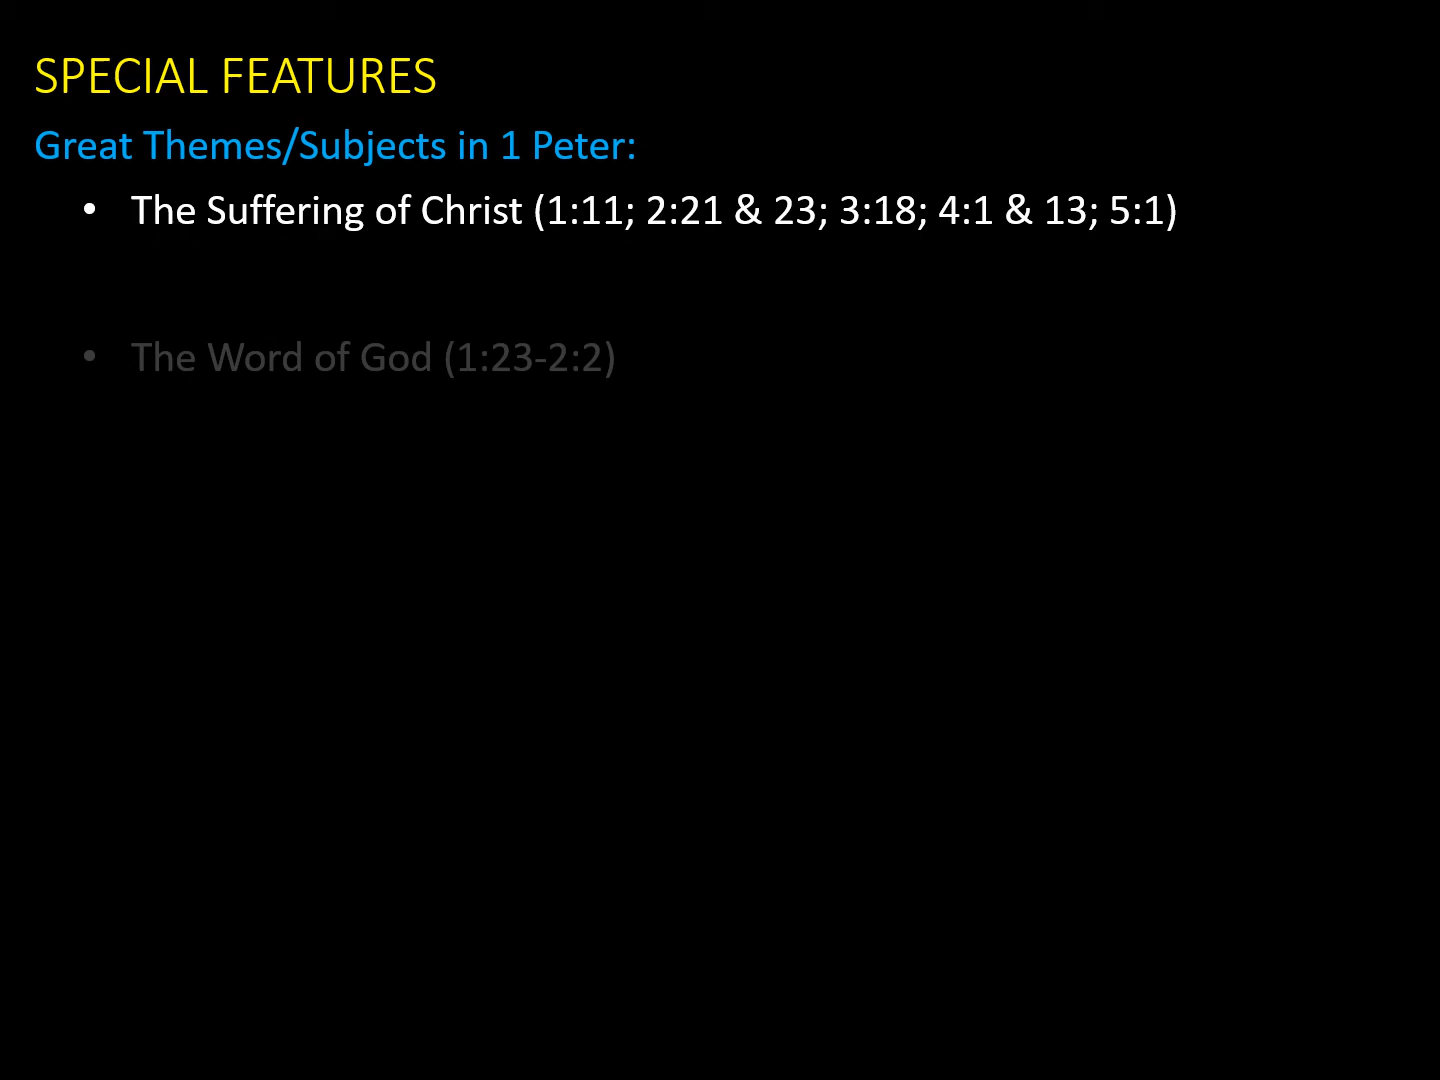 SPECIAL FEATURES
Great Themes/Subjects in 1 Peter:
• The Suffering of Christ (1:11; 2:21 & 23; 3:18; 4:1 & 13; 5:1)
• The Word of God (1:23-2:2)